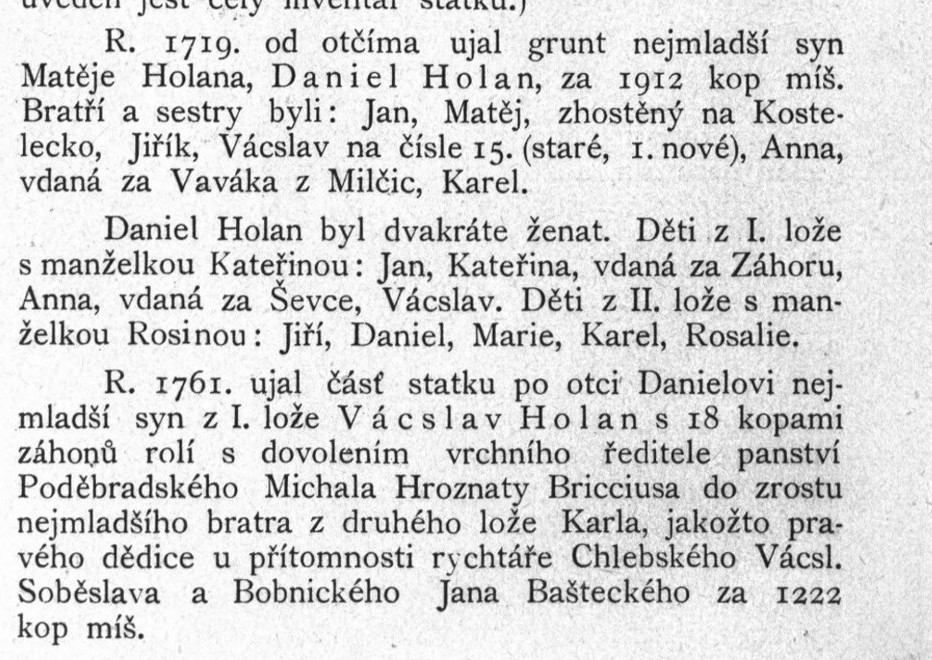 uveden jest celý inventář statku.)
R. 1719. od otčíma ujal grunt nejmladší syn
Matěje Holana, Daniel Holan, za 1912 kop míš.
Bratří a sestry byli: Jan, Matěj, zhostěný na Koste-
lecko, Jiřík, Vácslav na čísle 15. (staré, 1. nové), Anna,
vdaná za Vaváka z Milčic, Karel.
Daniel Holan byl dvakráte ženat. Děti z I. lože
s manželkou Kateřinou: Jan, Kateřina, vdaná za Záhoru,
Anna, vdaná za Ševce, Vácslav. Děti z II. lože s man-
želkou Rosinou: Jiří, Daniel, Marie, Karel, Rosalie.
R. 1761. ujal čásť statku po otci Danielovi nej-
mladší syn z I. lože Vácslav Holan s 18 kopami
záhonů rolí s dovolením vrchního ředitele panství
Poděbradského Michala Hroznaty Bricciusa do zrostu
nejmladšího bratra z druhého lože Karla, jakožto pra-
vého dědice u přítomnosti rychtáře Chlebského Vácsl.
Soběslava a Bobnického Jana Bašteckého za 1222
kop míš.